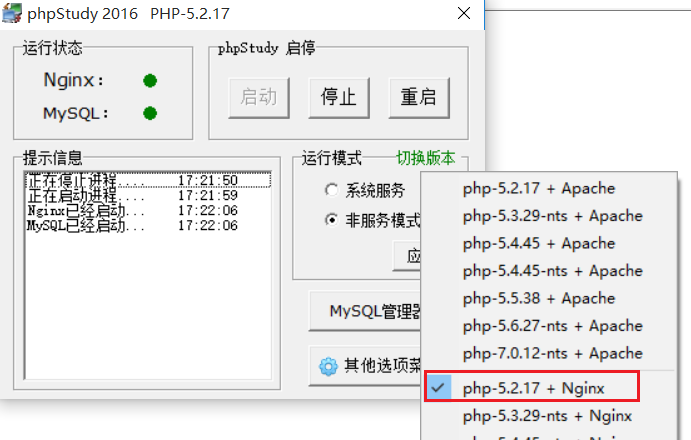 phpStudy 2016 PHP-5.2.17
运行状态
Nginx:
MySQL:
phpStudy 启停
启动 停止 重启
提示信息
正在停止进程.... 17:21:50
正在启动进程.... 17:21:59
Nginx已经启动... 17:22:06
MySQL已经启动... 17:22:06
运行模式 切换版本
系统服务
非服务模式
应
MySQL管理器
其他选项菜
php-5.2.17 + Apache
php-5.3.29-nts + Apache
php-5.4.45 + Apache
php-5.4.45-nts + Apache
php-5.5.38 + Apache
php-5.6.27-nts + Apache
php-7.0.12-nts + Apache
php-5.2.17 + Nginx
php-5.3.29-nts + Nginx